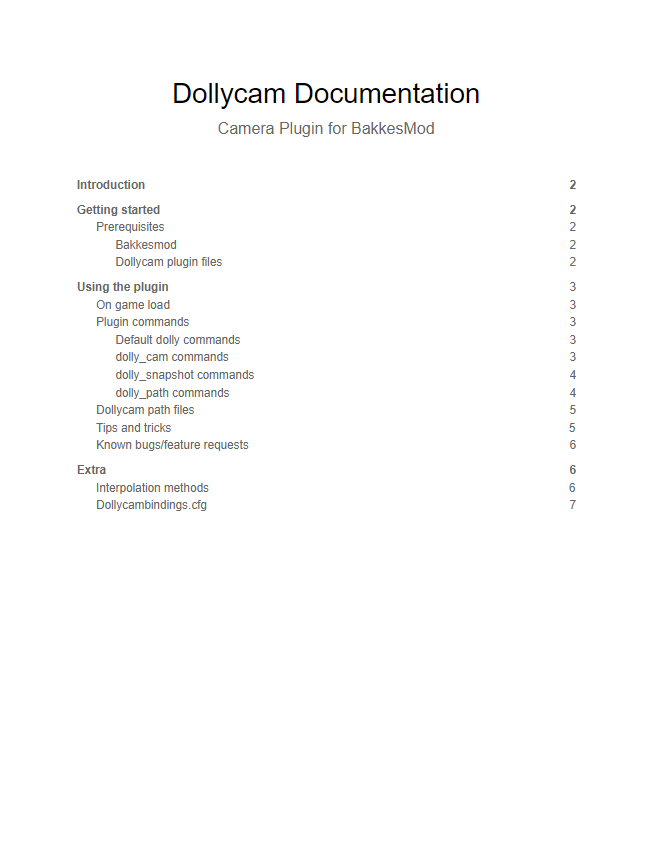 Dollycam Documentation
Camera Plugin for BakkesMod
Introduction 2
Getting started 2
Prerequisites 2
Bakkesmod 2
Dollycam plugin files 2
Using the plugin 3
On game load 3
Plugin commands 3
Default dolly commands 3
dolly_cam commands 3
dolly_snapshot commands 4
dolly_path commands 4
Dollycam path files 5
Tips and tricks 5
Known bugs/feature requests 6
Extra 6
Interpolation methods 6
Dollycambindings.cfg 7